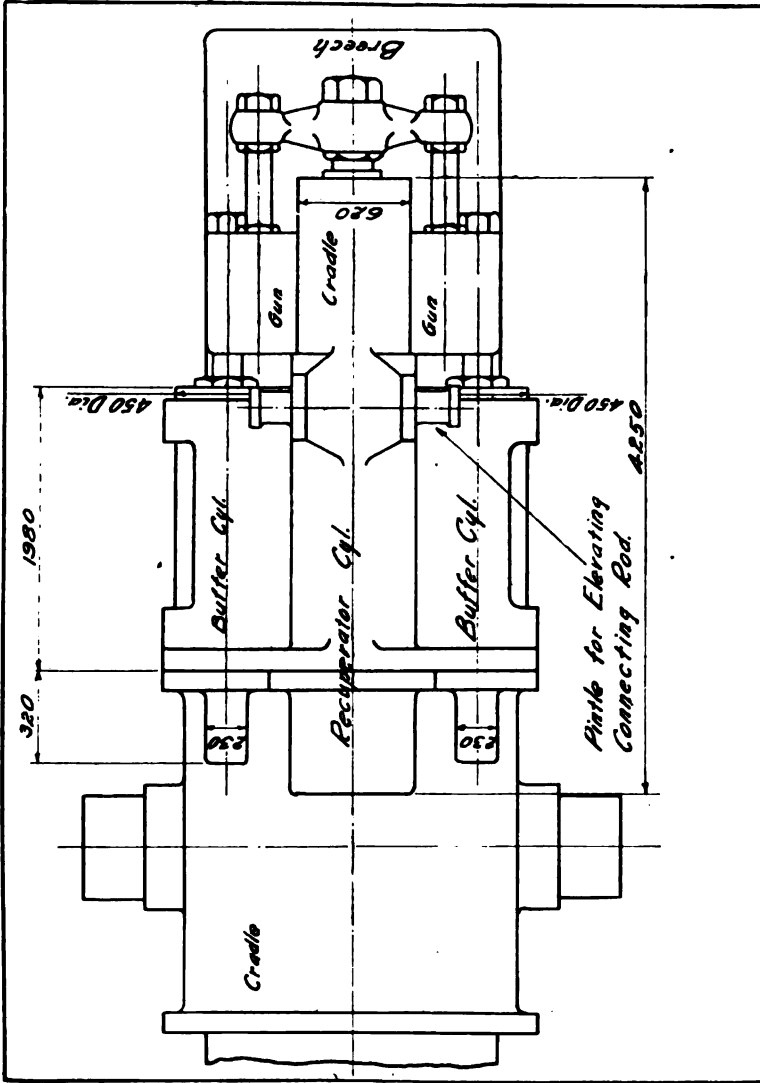 Breech
620
Cradle
Gun
Gun
450 Dia.
450 Dia.
4250
1980
Buffer Cyl.
Recuperator Cyl.
Buffer Cyl.
Pintle for Elevating
Connecting Rod.
320
230
230
Cradle